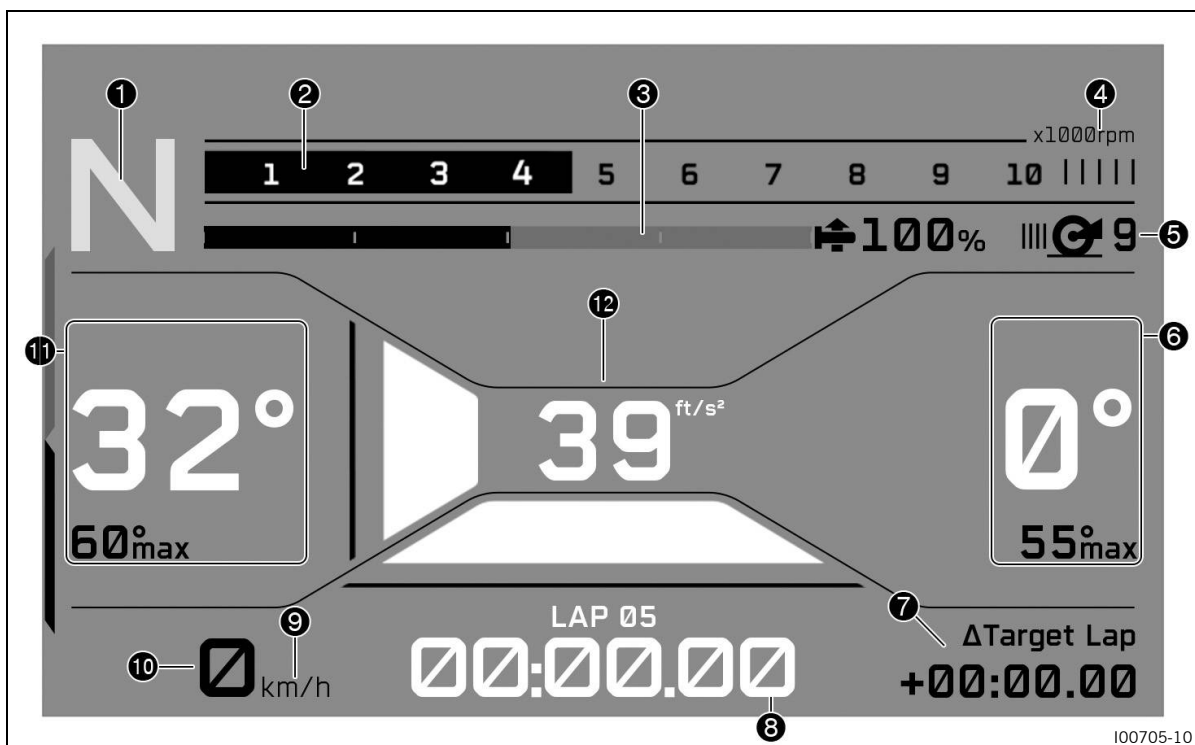 1 2 3 4
x1000rpm
N
1 2 3 4 5 6 7 8 9 10
100% 9 5
12
11 6
32° 39 ft/s² 0°
60°max 55°max
7
9 LAP 05 ΔTarget Lap
10 0 km/h 00:00.00 +00:00.00
8
I00705-10